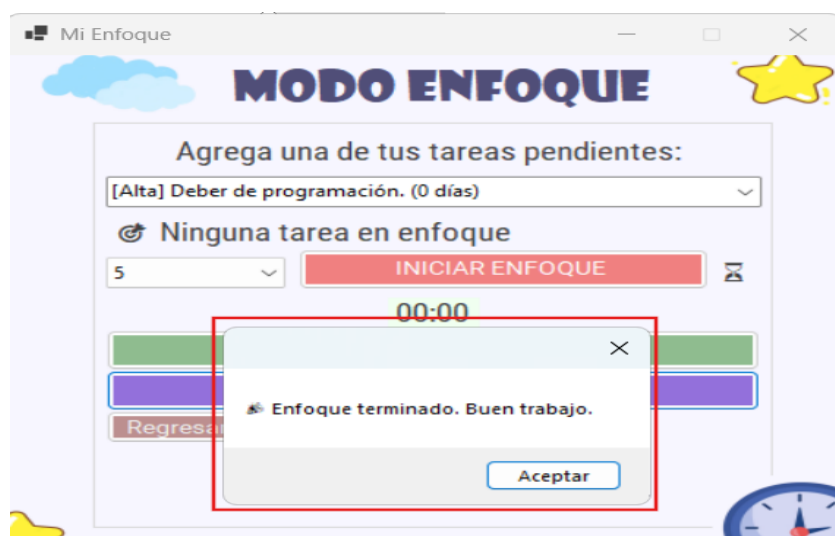 Mi Enfoque
MODO ENFOQUE
Agrega una de tus tareas pendientes:
[Alta] Deber de programación. (0 días)
Ninguna tarea en enfoque
5 INICIAR ENFOQUE
00:00
Enfoque terminado. Buen trabajo.
Regresa
Aceptar